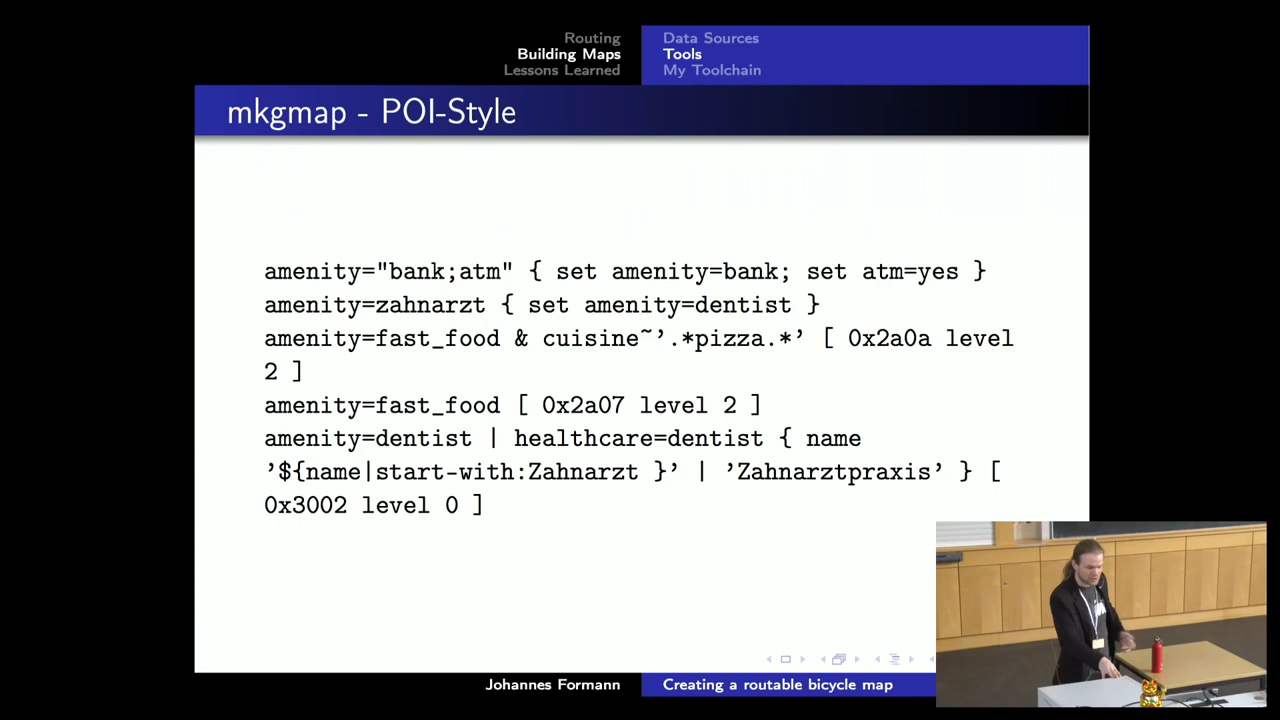 Routing
Building Maps
Lessons Learned
Data Sources
Tools
My Toolchain
mkgmap - POI-Style
amenity="bank;atm" { set amenity=bank; set atm=yes }
amenity=zahnarzt { set amenity=dentist }
amenity=fast_food & cuisine~'.*pizza.*' [ 0x2a0a level
2 ]
amenity=fast_food [ 0x2a07 level 2 ]
amenity=dentist | healthcare=dentist { name
'${name|start-with:Zahnarzt }' | 'Zahnarztpraxis' } [
0x3002 level 0 ]
Johannes Formann
Creating a routable bicycle map